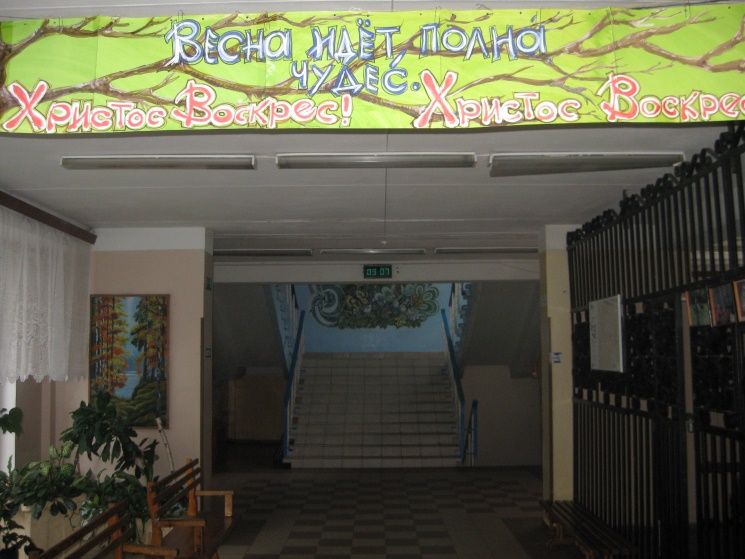 Весна идёт, полна
чудес.
Христос Воскрес! Христос Воскрес
03 07